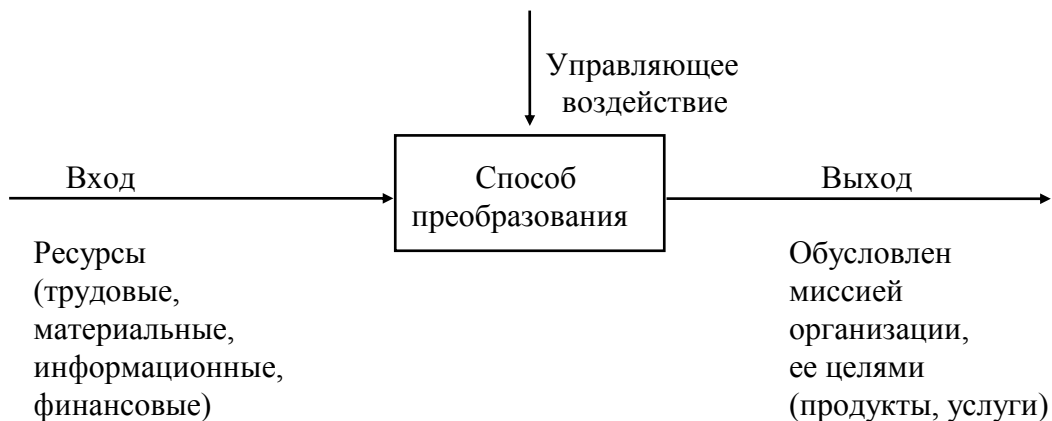 Управляющее
воздействие
Вход
Способ
преобразования
Выход
Ресурсы
(трудовые,
материальные,
информационные,
финансовые)
Обусловлен
миссией
организации,
ее целями
(продукты, услуги)